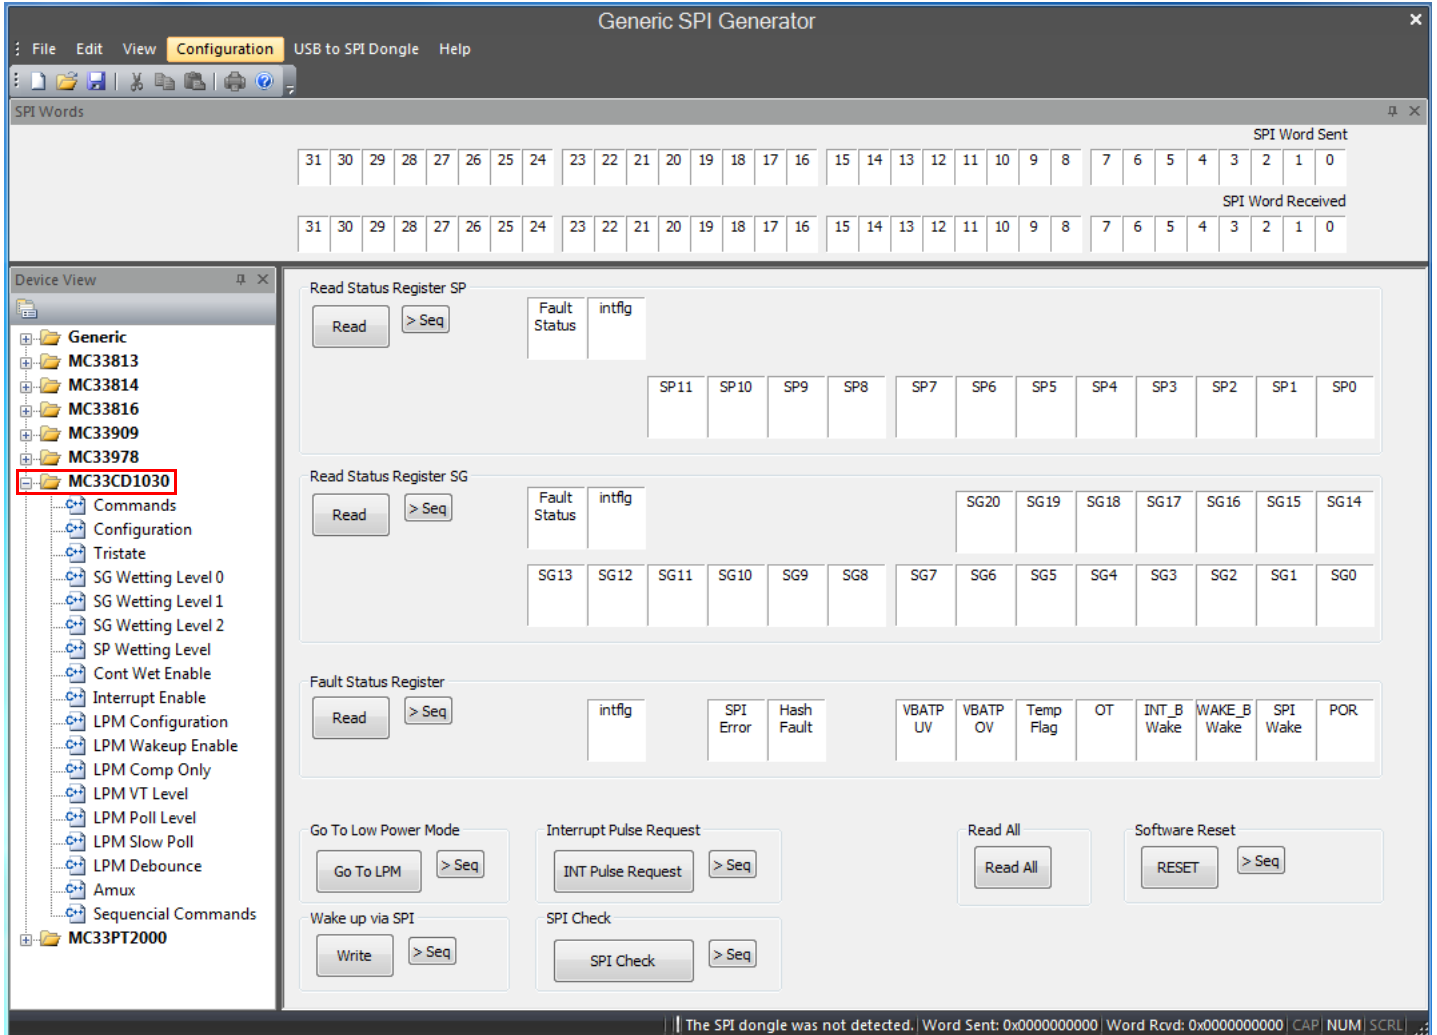 Generic SPI Generator
File Edit View Configuration USB to SPI Dongle Help
SPI Words
SPI Word Sent
31 30 29 28 27 26 25 24 23 22 21 20 19 18 17 16 15 14 13 12 11 10 9 8 7 6 5 4 3 2 1 0
SPI Word Received
31 30 29 28 27 26 25 24 23 22 21 20 19 18 17 16 15 14 13 12 11 10 9 8 7 6 5 4 3 2 1 0
Device View
Generic
MC33813
MC33814
MC33816
MC33909
MC33978
MC33CD1030
Commands
Configuration
Tristate
SG Wetting Level 0
SG Wetting Level 1
SG Wetting Level 2
SP Wetting Level
Cont Wet Enable
Interrupt Enable
LPM Configuration
LPM Wakeup Enable
LPM Comp Only
LPM VT Level
LPM Poll Level
LPM Slow Poll
LPM Debounce
Amux
Sequencial Commands
MC33PT2000
Read Status Register SP
Read > Seq
Fault Status intflg
SP11 SP10 SP9 SP8 SP7 SP6 SP5 SP4 SP3 SP2 SP1 SP0
Read Status Register SG
Read > Seq
Fault Status intflg SG20 SG19 SG18 SG17 SG16 SG15 SG14
SG13 SG12 SG11 SG10 SG9 SG8 SG7 SG6 SG5 SG4 SG3 SG2 SG1 SG0
Fault Status Register
Read > Seq
intflg SPI Error Hash Fault VBATP UV VBATP OV Temp Flag OT INT_B Wake WAKE_B Wake SPI Wake POR
Go To Low Power Mode Interrupt Pulse Request Read All Software Reset
Go To LPM > Seq INT Pulse Request > Seq Read All RESET > Seq
Wake up via SPI SPI Check
Write > Seq SPI Check > Seq
The SPI dongle was not detected. Word Sent: 0x0000000000 Word Rcvd: 0x0000000000 CAP NUM SCRL